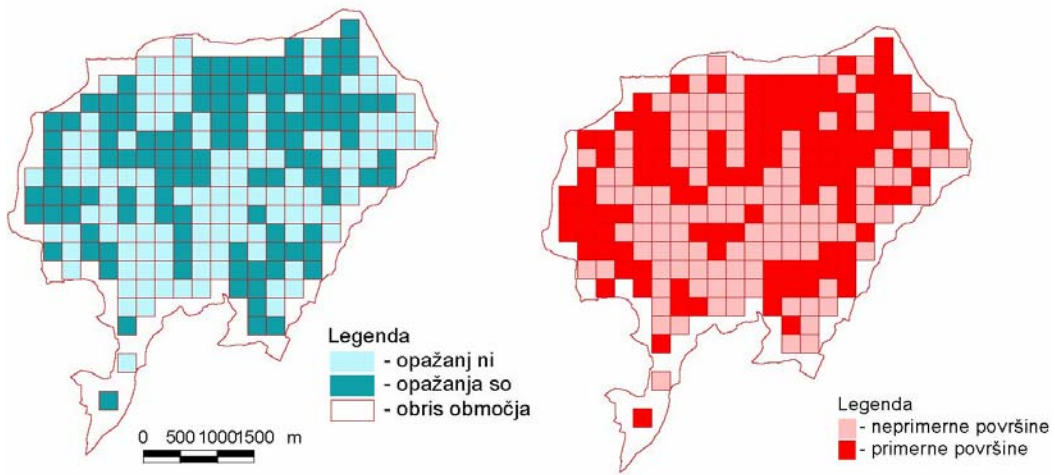 Legenda
- opažanj ni
- opažanja so
- obris območja
0 500 1000 1500 m
Legenda
- neprimerne površine
- primerne površine